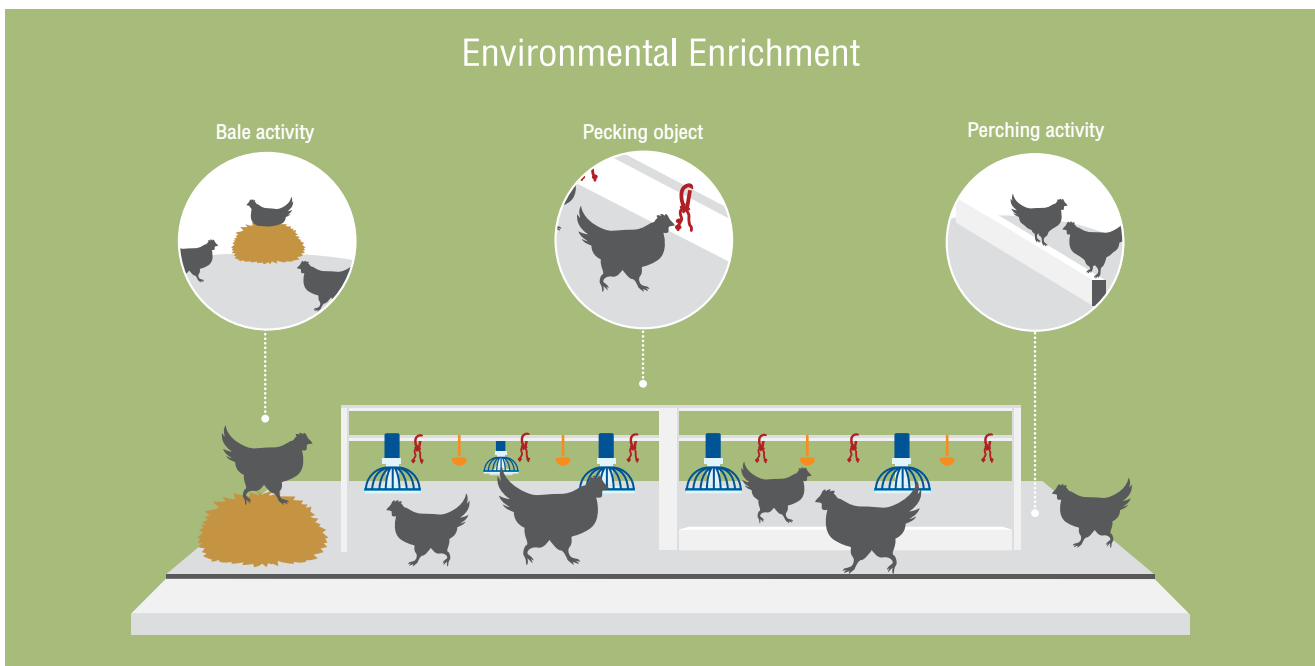 Environmental Enrichment
Bale activity
Pecking object
Perching activity